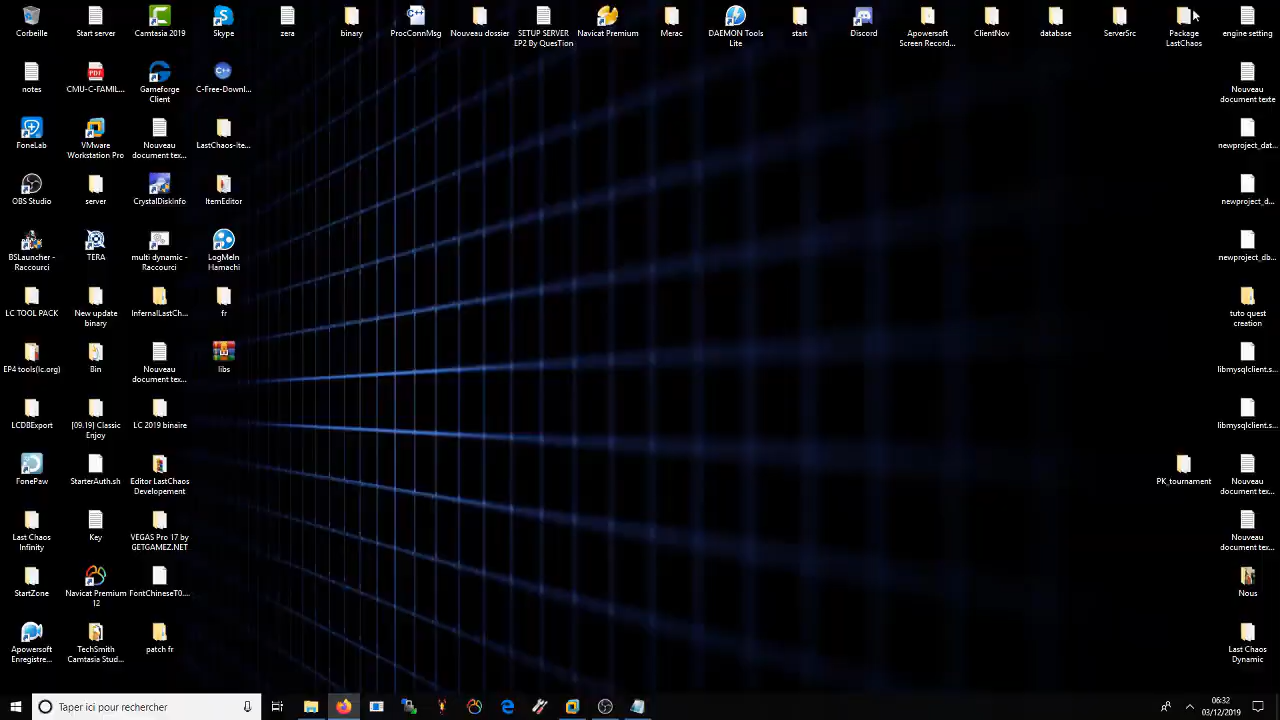 Corbeille
Start server
Camtasia 2019
Skype
zera
binary
ProcConnMsg
Nouveau dossier
SETUP SERVER
EP2 By QuesTion
Navicat Premium
Merac
DAEMON Tools
Lite
start
Discord
Apowersoft
Screen Record...
ClientNov
database
ServerSrc
Package
LastChaos
engine setting
notes
CMU-C-FAMIL...
Gameforge
Client
C-Free-Downl...
Nouveau
document texte
FoneLab
VMware
Workstation Pro
Nouveau
document tex...
LastChaos-Ite...
newproject_dat...
OBS Studio
server
CrystalDiskInfo
ItemEditor
newproject_d...
BSLauncher -
Raccourci
TERA
multi dynamic -
Raccourci
LogMeIn
Hamachi
newproject_db...
LC TOOL PACK
New update
binary
InfernalLastCh...
fr
tuto quest
creation
EP4 tools(lc.org)
Bin
Nouveau
document tex...
libs
libmysqlclient.s...
LCDBExport
[09.19] Classic
Enjoy
LC 2019 binaire
libmysqlclient.s...
FonePaw
StarterAuth.sh
Editor LastChaos
Developement
PK_tournament
Nouveau
document tex...
Last Chaos
Infinity
Key
VEGAS Pro 17 by
GETGAMEZ.NET
Nouveau
document tex...
StartZone
Navicat Premium
12
FontChineseT0....
Nous
Apowersoft
Enregistre...
TechSmith
Camtasia Stud...
patch fr
Last Chaos
Dynamic
Taper ici pour rechercher
06:32
03/12/2019